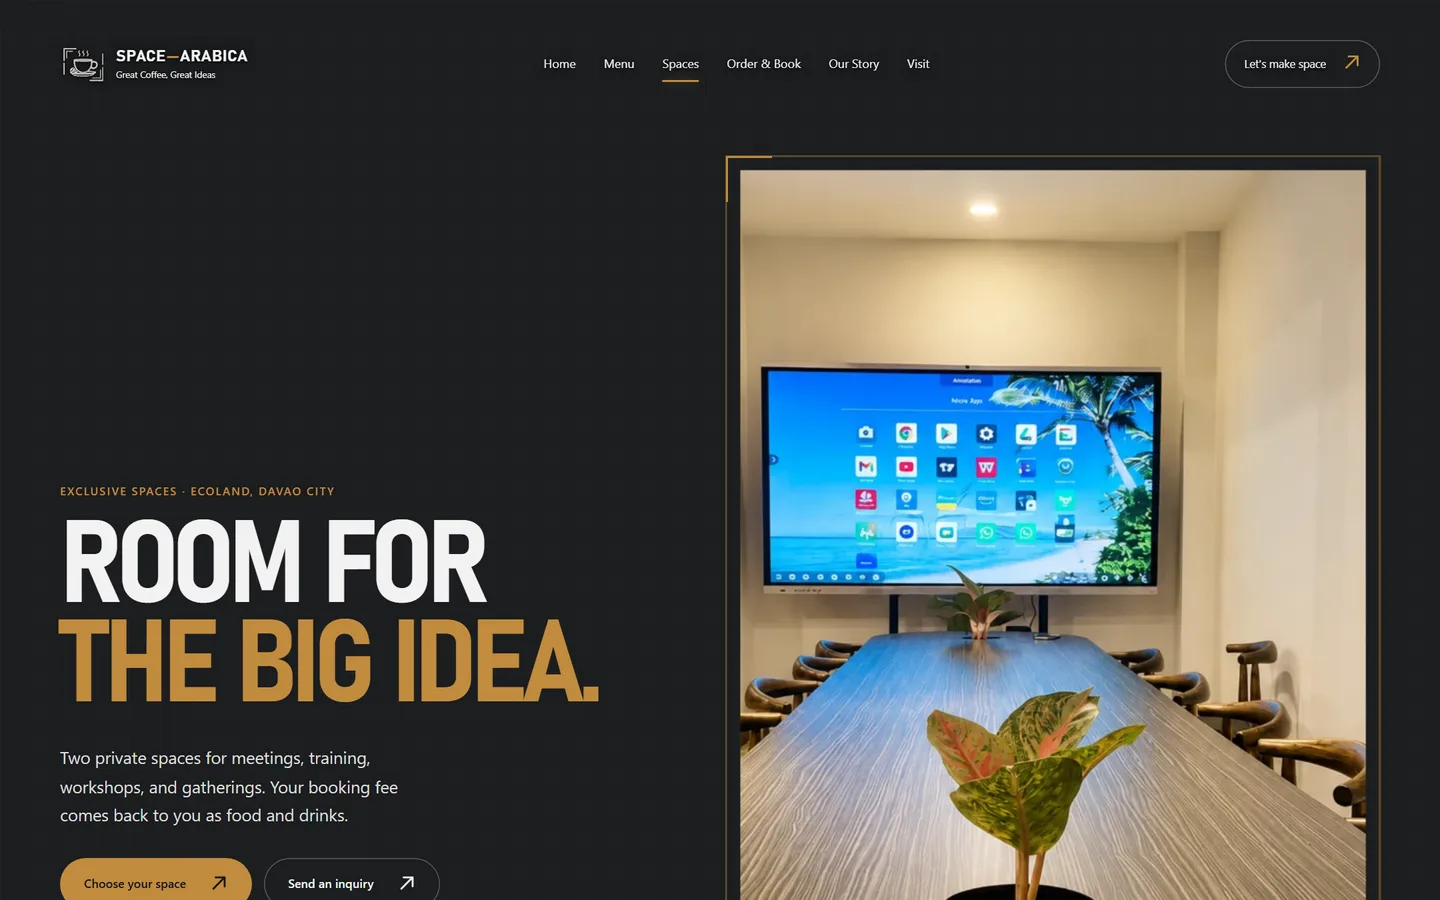 SPACE—ARABICA
Great Coffee, Great Ideas
Home
Menu
Spaces
Order & Book
Our Story
Visit
Let's make space
Annotation
EXCLUSIVE SPACES · ECOLAND, DAVAO CITY
ROOM FOR
THE BIG IDEA.
Two private spaces for meetings, training,
workshops, and gatherings. Your booking fee
comes back to you as food and drinks.
Choose your space
Send an inquiry